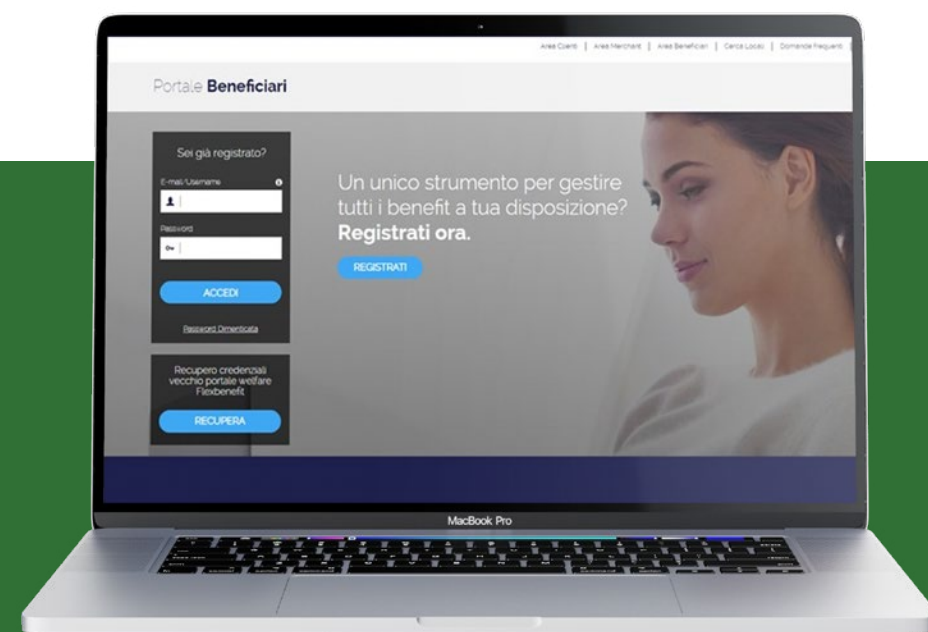 Area Clienti | Area Merchant | Area Beneficiari | Cerca Locali | Domande Frequenti |
Portale Beneficiari
Sei già registrato?
E-mail/Username
Password
ACCEDI
Password Dimenticata
Recupero credenziali
vecchio portale welfare
Flexbenefit
RECUPERA
Un unico strumento per gestire
tutti i benefit a tua disposizione?
Registrati ora.
REGISTRATI
MacBook Pro